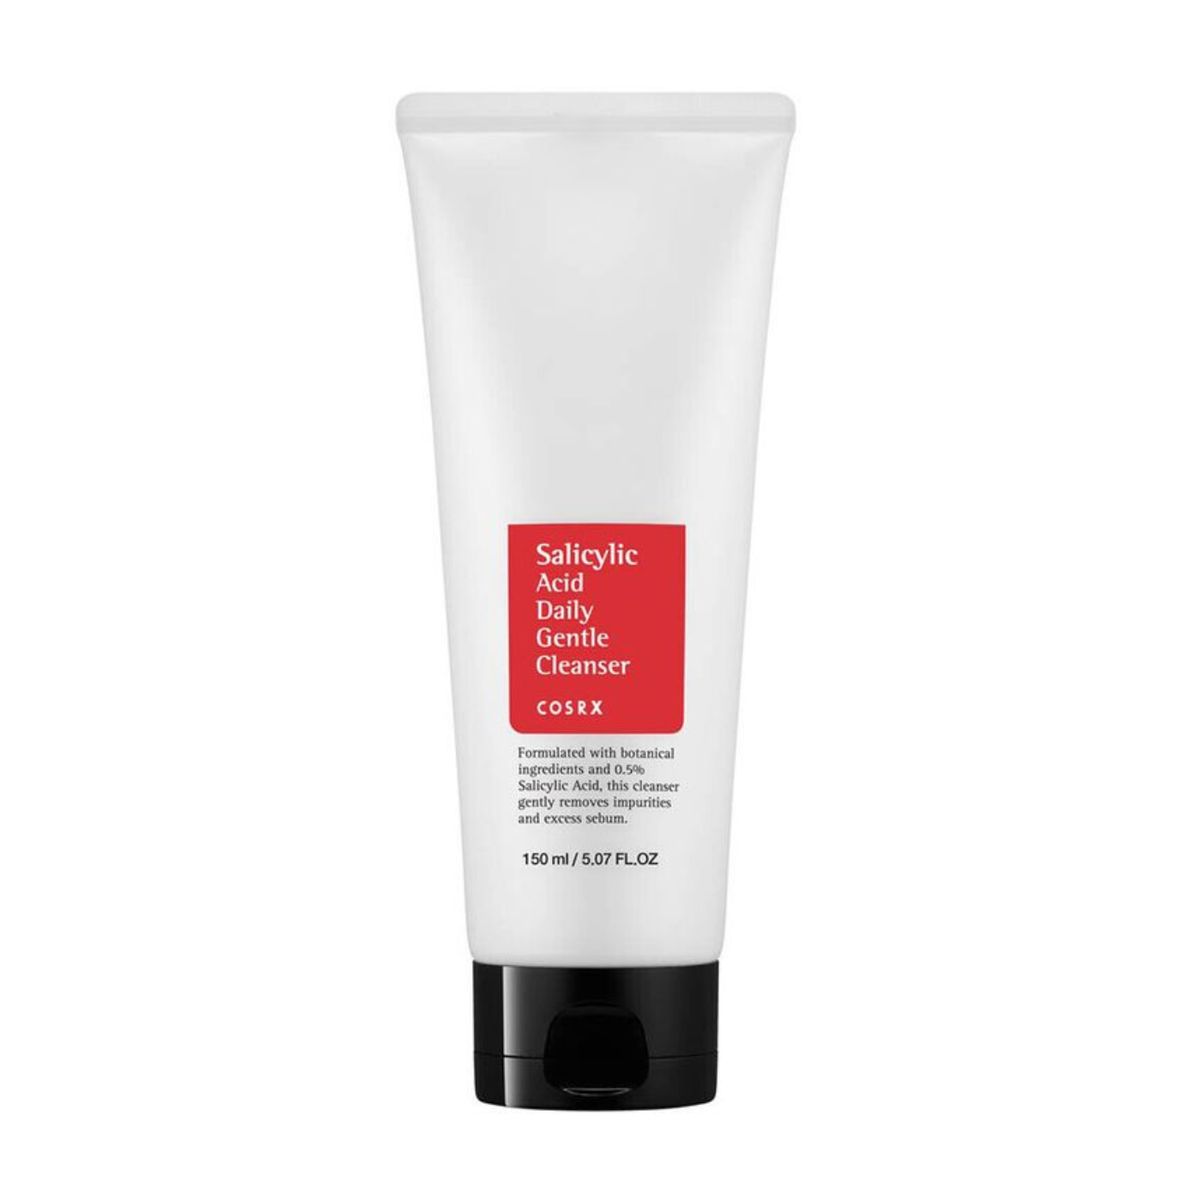 Salicylic
Acid
Daily
Gentle
Cleanser
COSRX
Formulated with botanical
ingredients and 0.5%
Salicylic Acid, this cleanser
gently removes impurities
and excess sebum.
150 ml / 5.07 FL.OZ